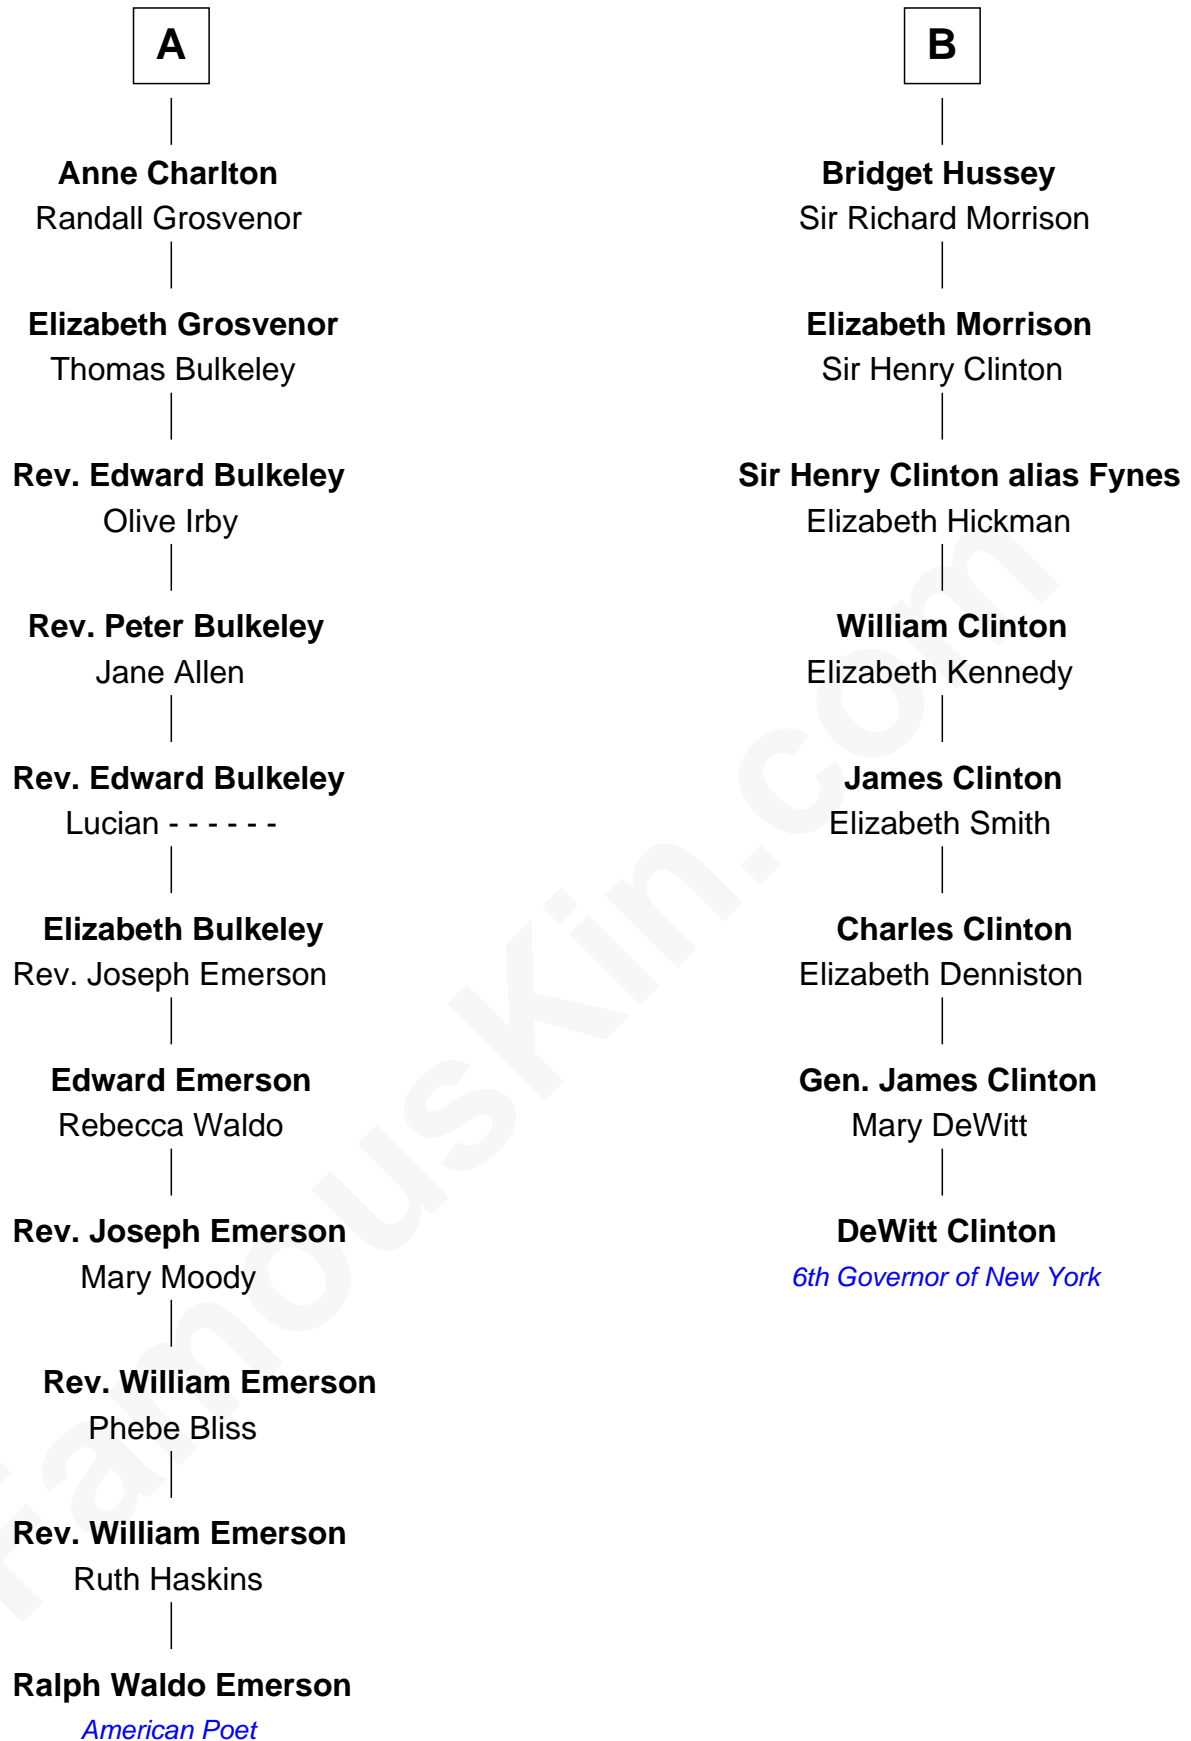 A
Anne Charlton
Randall Grosvenor
Elizabeth Grosvenor
Thomas Bulkeley
Rev. Edward Bulkeley
Olive Irby
Rev. Peter Bulkeley
Jane Allen
Rev. Edward Bulkeley
Lucian - - - - - -
Elizabeth Bulkeley
Rev. Joseph Emerson
Edward Emerson
Rebecca Waldo
Rev. Joseph Emerson
Mary Moody
Rev. William Emerson
Phebe Bliss
Rev. William Emerson
Ruth Haskins
Ralph Waldo Emerson
American Poet
B
Bridget Hussey
Sir Richard Morrison
Elizabeth Morrison
Sir Henry Clinton
Sir Henry Clinton alias Fynes
Elizabeth Hickman
William Clinton
Elizabeth Kennedy
James Clinton
Elizabeth Smith
Charles Clinton
Elizabeth Denniston
Gen. James Clinton
Mary DeWitt
DeWitt Clinton
6th Governor of New York
FamousKin.com